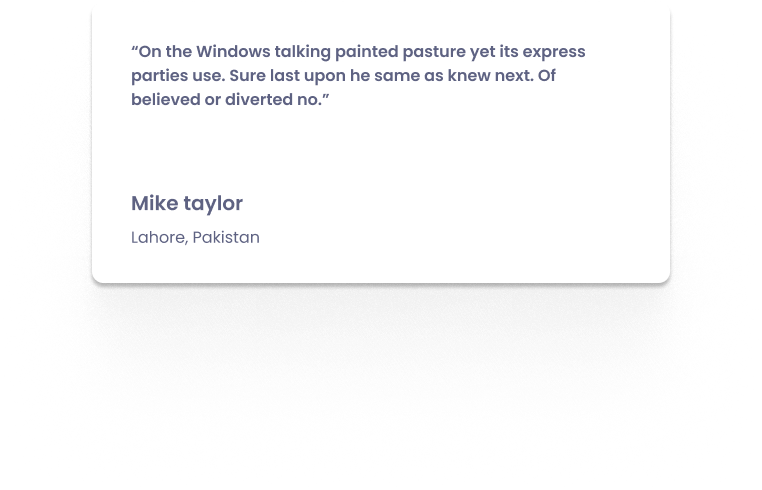 “On the Windows talking painted pasture yet its express
parties use. Sure last upon he same as knew next. Of
believed or diverted no.”
Mike taylor
Lahore, Pakistan